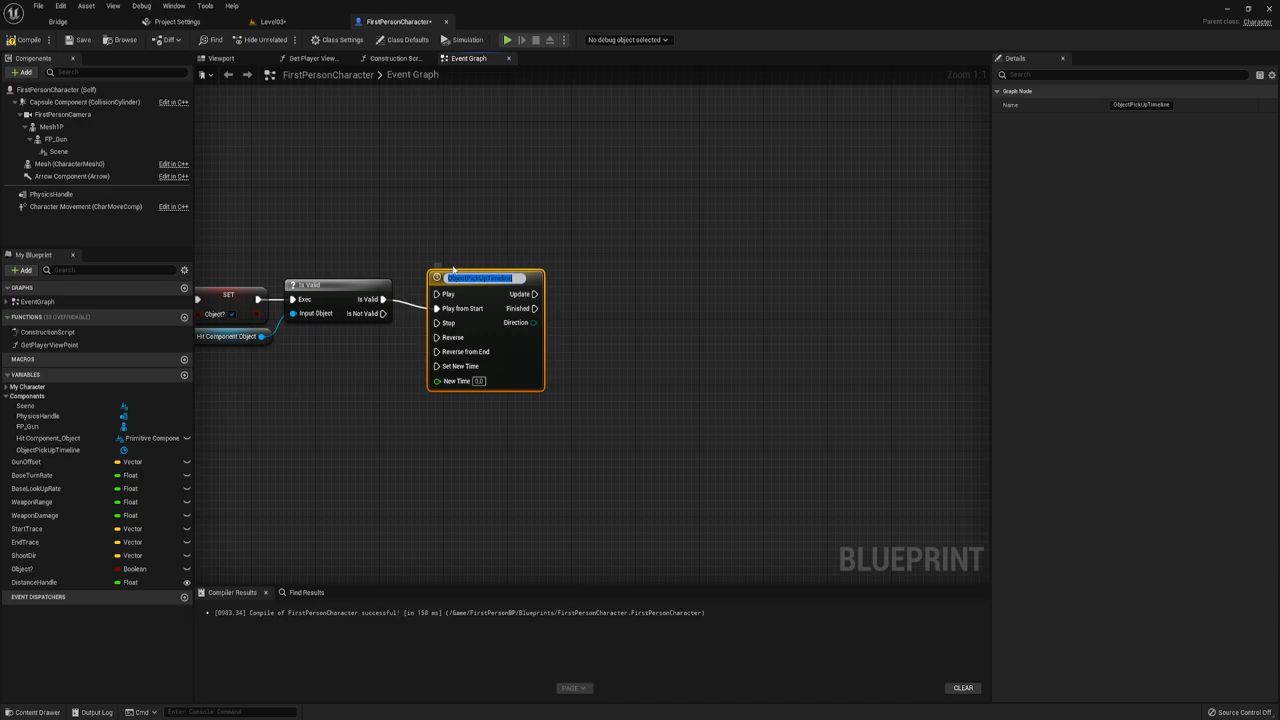 File Edit Asset View Debug Window Tools Help
Bridge Project Settings Level03• FirstPersonCharacter•
Parent class: Character
Compile Save Browse Diff Find Hide Unrelated Class Settings Class Defaults Simulation No debug object selected
Components
Add Search
FirstPersonCharacter (Self)
Capsule Component (CollisionCylinder) Edit in C++
FirstPersonCamera
Mesh1P
FP_Gun
Scene
Mesh (CharacterMesh0) Edit in C++
Arrow Component (Arrow) Edit in C++
PhysicsHandle
Character Movement (CharMoveComp) Edit in C++
My Blueprint
Add Search
GRAPHS
EventGraph
FUNCTIONS (33 OVERRIDABLE)
ConstructionScript
GetPlayerViewPoint
MACROS
VARIABLES
My Character
Components
Scene
PhysicsHandle
FP_Gun
Hit Component_Object Primitive Compone
ObjectPickUpTimeline
GunOffset Vector
BaseTurnRate Float
BaseLookUpRate Float
WeaponRange Float
WeaponDamage Float
StartTrace Vector
EndTrace Vector
ShootDir Vector
Object? Boolean
DistanceHandle Float
EVENT DISPATCHERS
Viewport Get Player View... Construction Scr... Event Graph
FirstPersonCharacter > Event Graph Zoom 1:1
SET
Object?
Hit Component Object
? Is Valid
Exec Is Valid
Input Object Is Not Valid
ObjectPickUpTimeline
Play Update
Play from Start Finished
Stop Direction
Reverse
Reverse from End
Set New Time
New Time 0,0
BLUEPRINT
Compiler Results Find Results
• [0983.34] Compile of FirstPersonCharacter successful! [in 158 ms] (/Game/FirstPersonBP/Blueprints/FirstPersonCharacter.FirstPersonCharacter)
PAGE CLEAR
Details
Search
Graph Node
Name ObjectPickUpTimeline
Content Drawer Output Log Cmd Enter Console Command Source Control Off